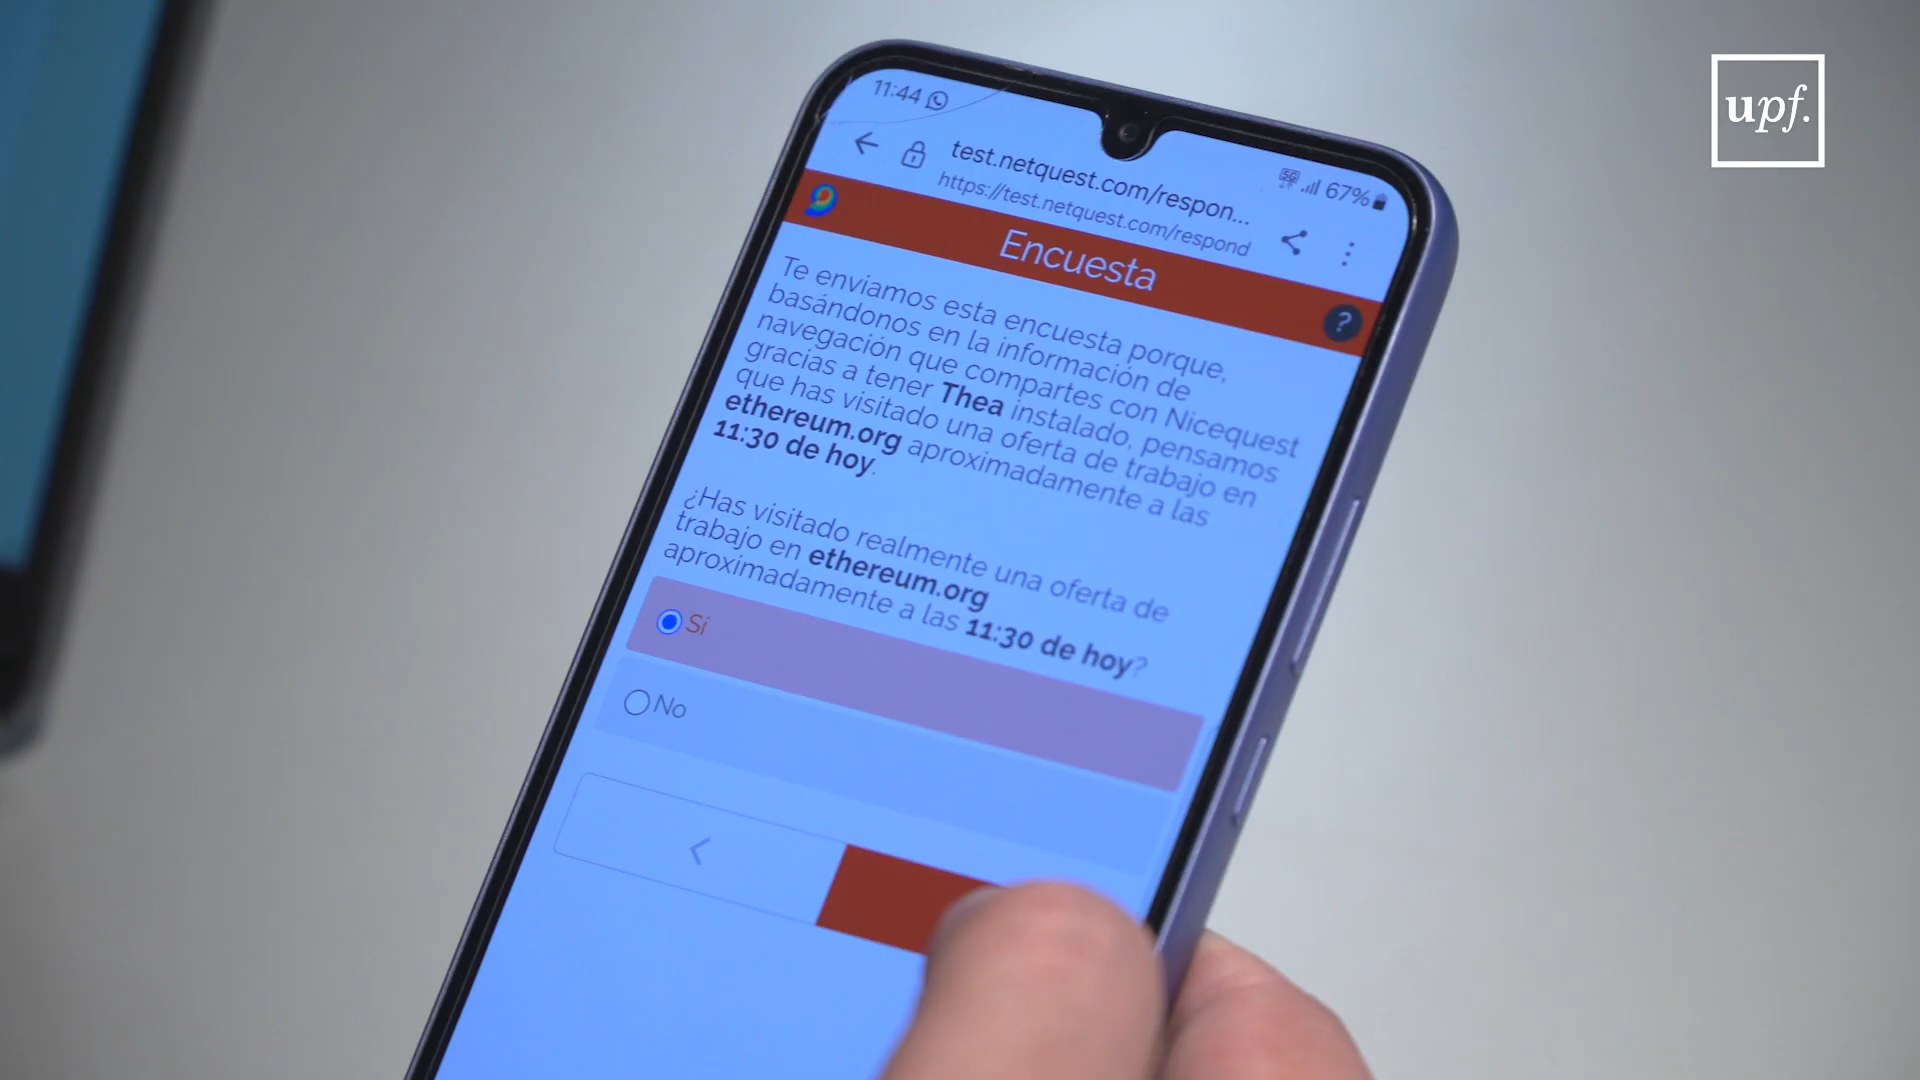 upf.
11:44
5G 67%
test.netquest.com/respon...
https://test.netquest.com/respond
Encuesta
?
Te enviamos esta encuesta porque,
basándonos en la información de
navegación que compartes con Nicequest
gracias a tener Thea instalado, pensamos
que has visitado una oferta de trabajo en
ethereum.org aproximadamente a las
11:30 de hoy.
¿Has visitado realmente una oferta de
trabajo en ethereum.org
aproximadamente a las 11:30 de hoy?
Sí
No
<